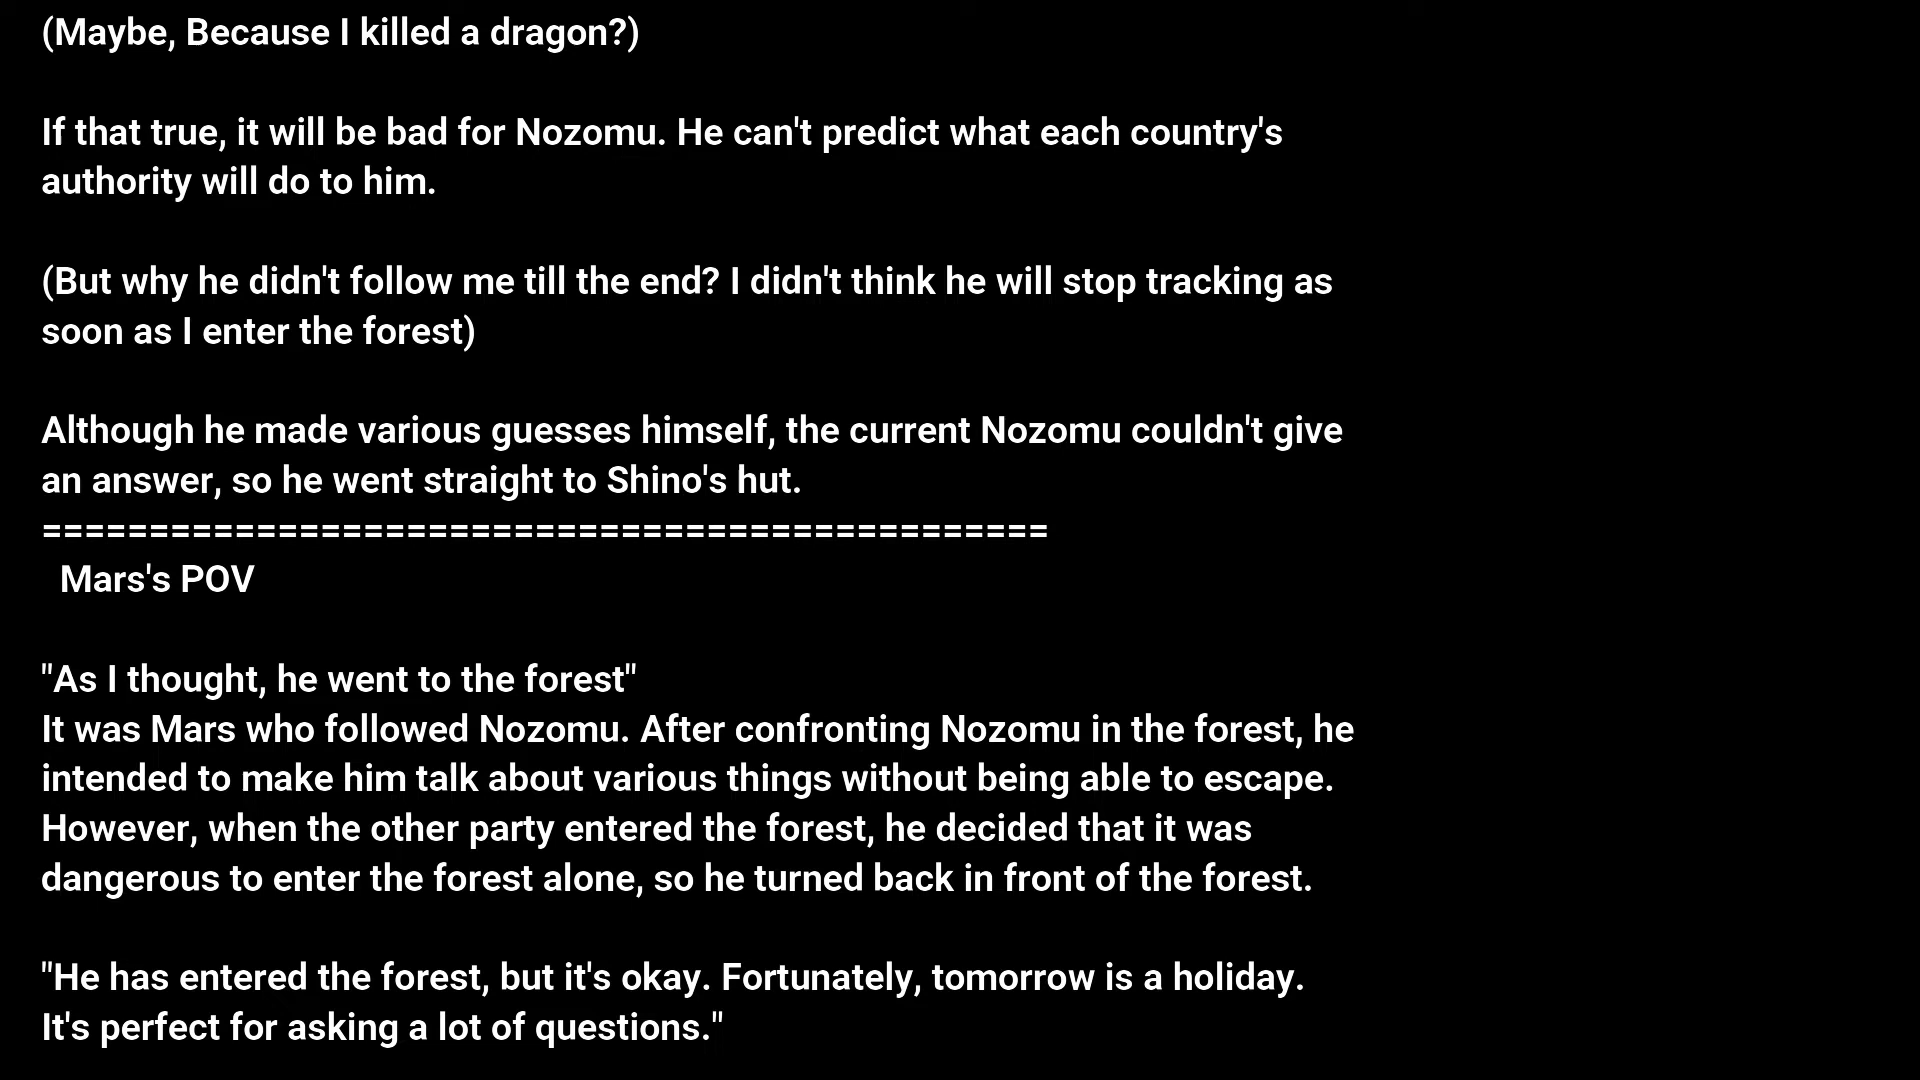 (Maybe, Because I killed a dragon?)
If that true, it will be bad for Nozomu. He can't predict what each country's
authority will do to him.
(But why he didn't follow me till the end? I didn't think he will stop tracking as
soon as I enter the forest)
Although he made various guesses himself, the current Nozomu couldn't give
an answer, so he went straight to Shino's hut.
===============================================
Mars's POV
"As I thought, he went to the forest"
It was Mars who followed Nozomu. After confronting Nozomu in the forest, he
intended to make him talk about various things without being able to escape.
However, when the other party entered the forest, he decided that it was
dangerous to enter the forest alone, so he turned back in front of the forest.
"He has entered the forest, but it's okay. Fortunately, tomorrow is a holiday.
It's perfect for asking a lot of questions."